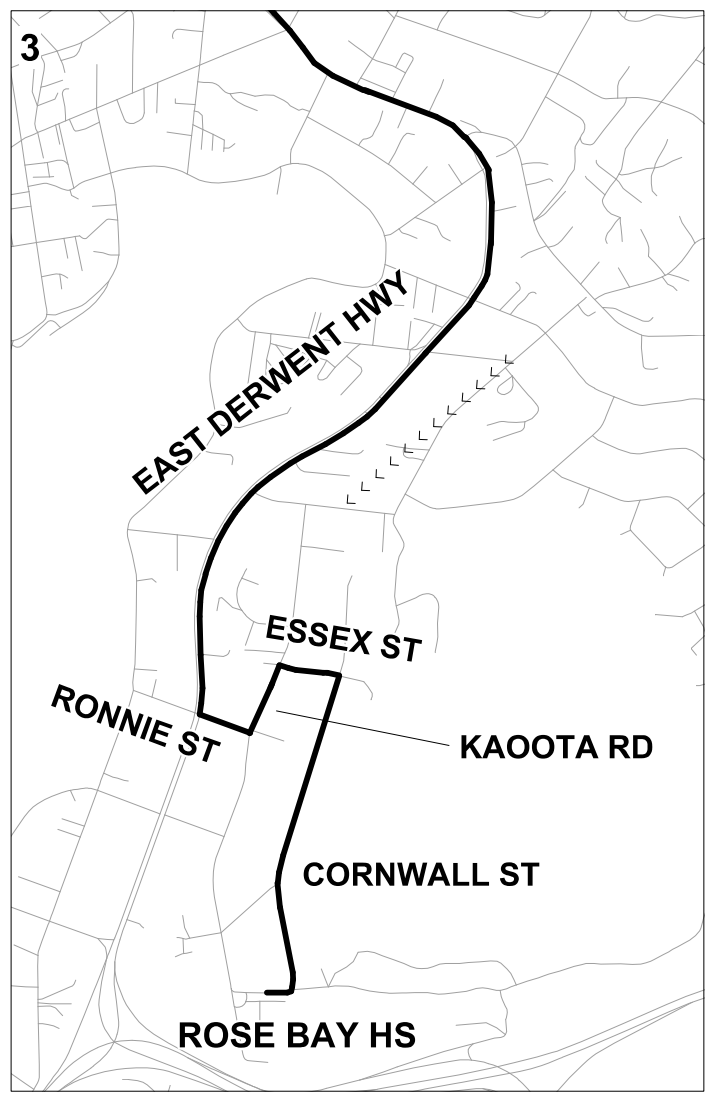 3
EAST DERWENT HWY
ESSEX ST
RONNIE ST
KAOOTA RD
CORNWALL ST
ROSE BAY HS